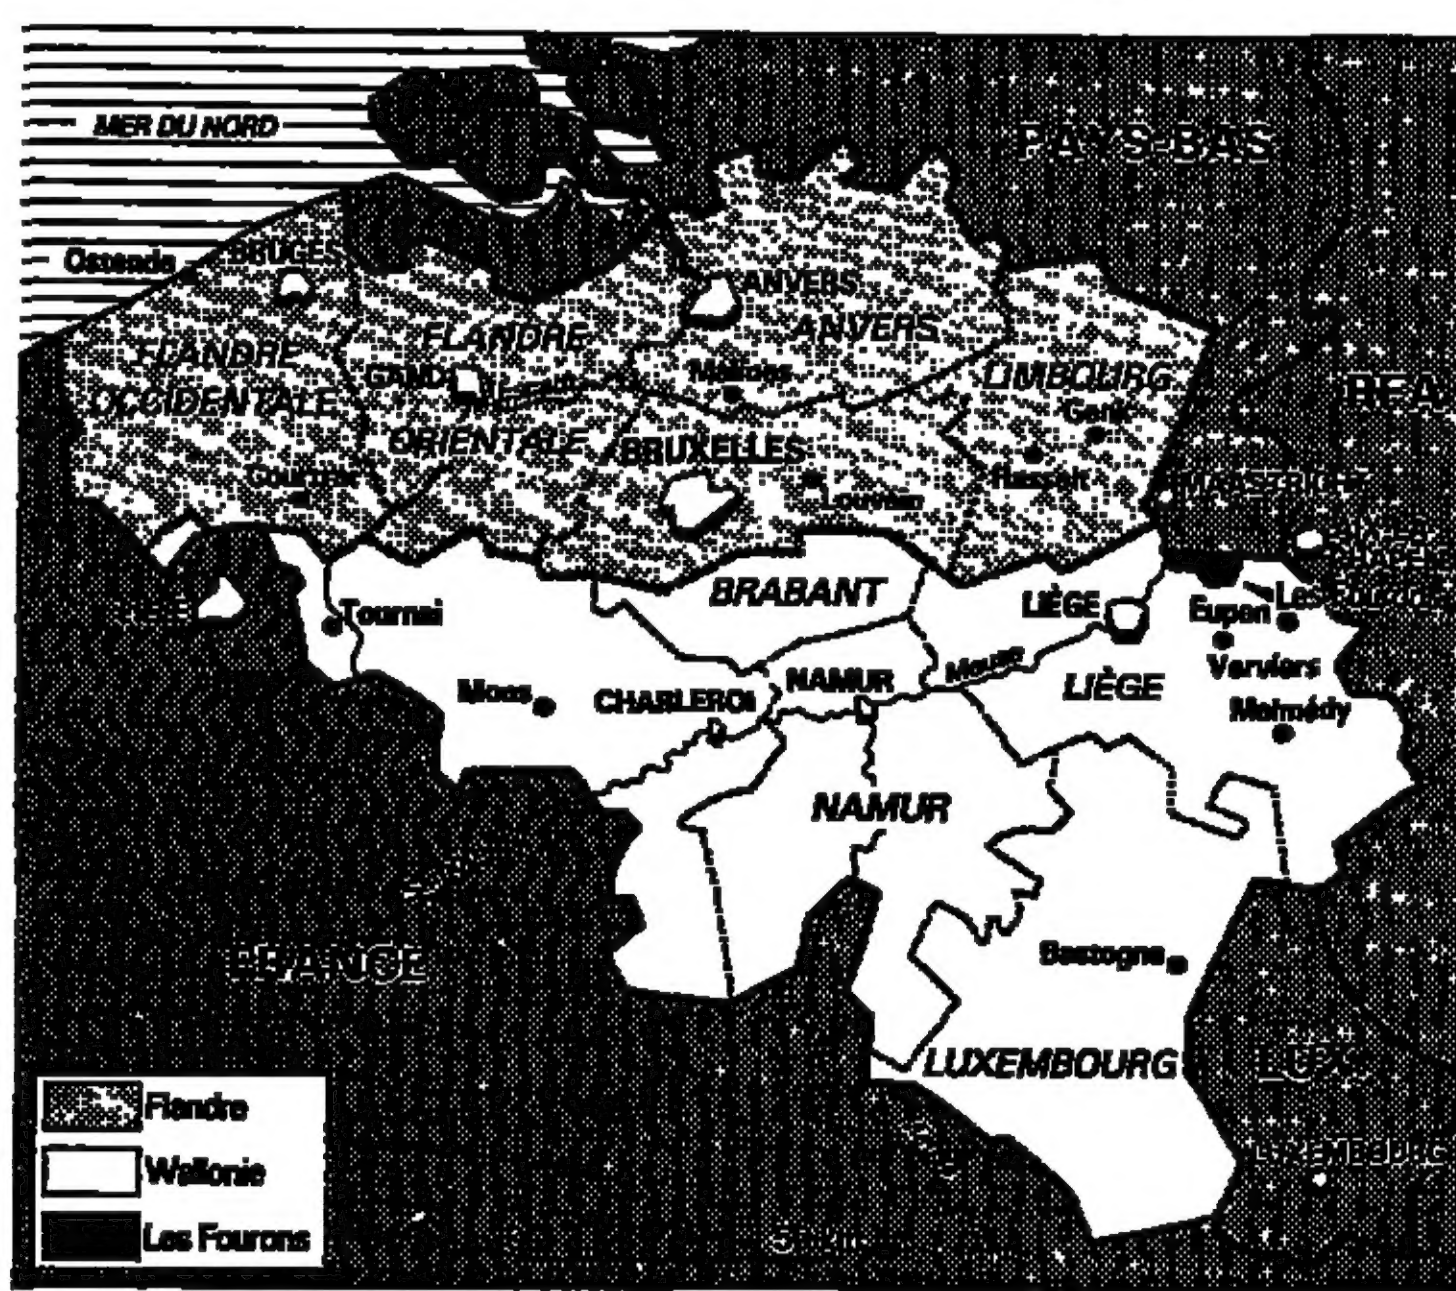 MER DU NORD
PAYS-BAS
Ostende
BRUGES
ANVERS
FLANDRE
OCCIDENTALE
FLANDRE
ORIENTALE
ANVERS
GAND
Malines
LIMBOURG
Genk
Hasselt
BRUXELLES
Louvain
Courtrai
MAASTRICHT
BRABANT
LIÈGE
Eupen
Tournai
Verviers
Meuse
LIÈGE
Malmédy
Mons
CHARLEROI
NAMUR
NAMUR
FRANCE
Bastogne
LUXEMBOURG
LUX.
LUXEMBOURG
Flandre
Wallonie
Les Fourons